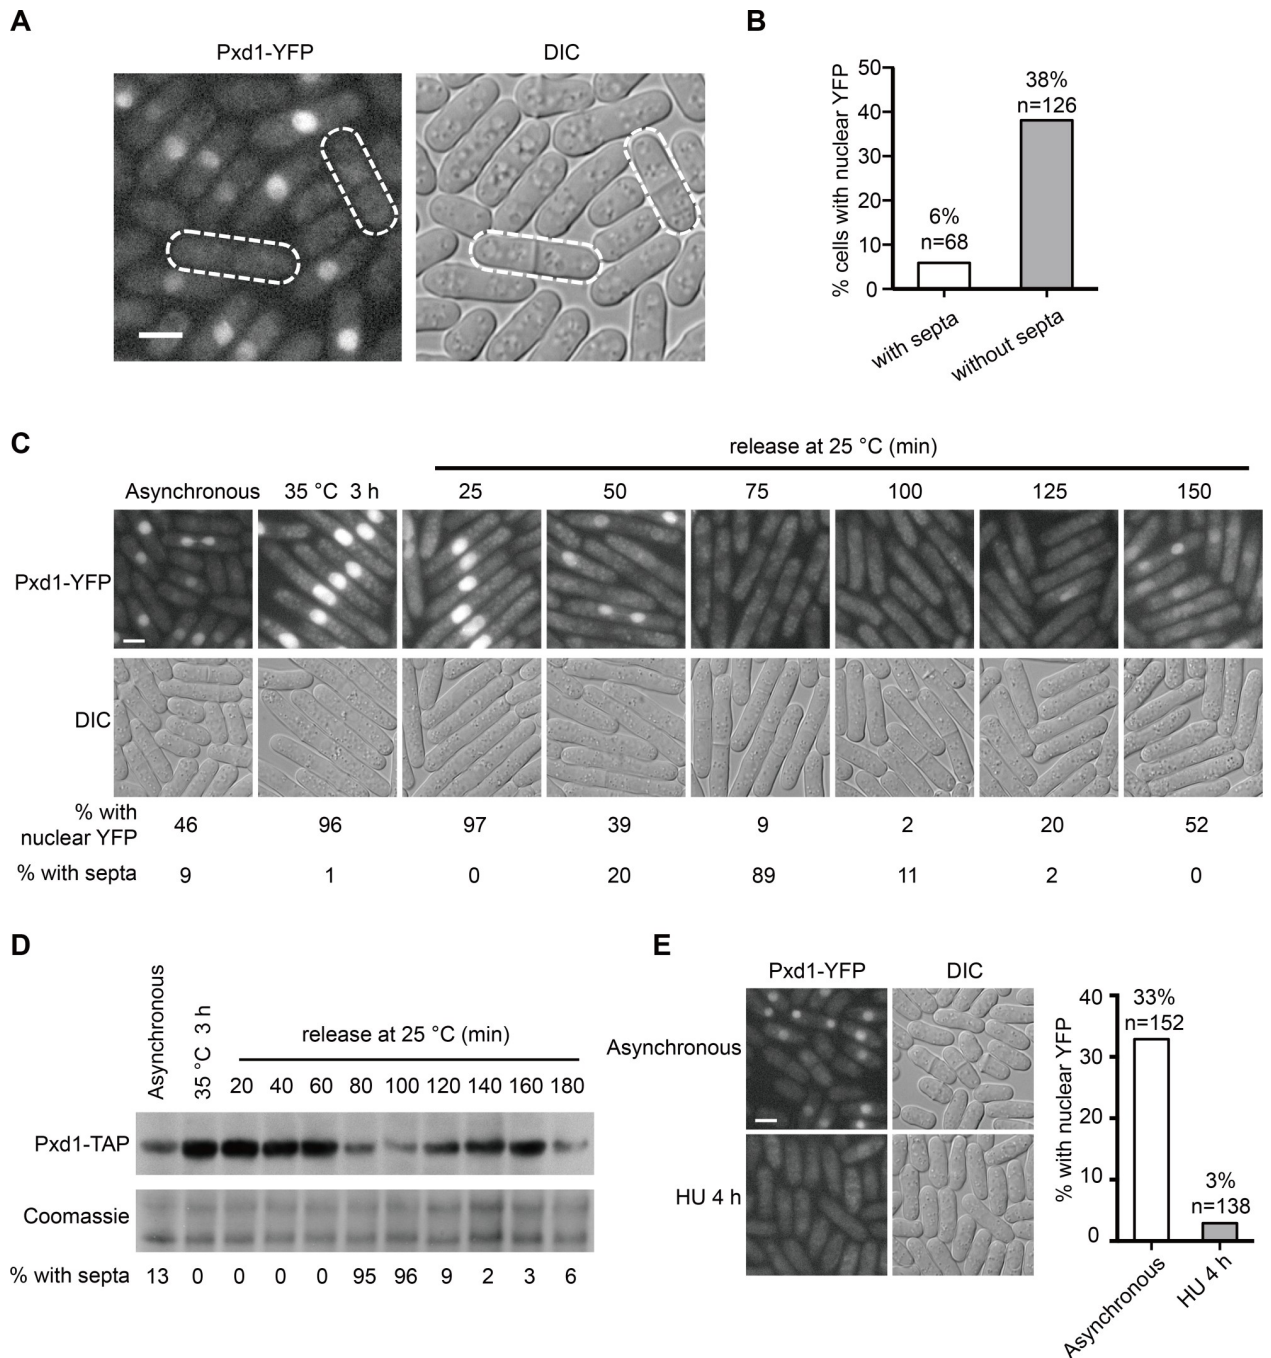 A
Pxd1-YFP
DIC
B
% cells with nuclear YFP
50
40
30
20
10
0
38%
n=126
6%
n=68
with septa
without septa
C
release at 25 °C (min)
Asynchronous 35 °C 3 h 25 50 75 100 125 150
Pxd1-YFP
DIC
% with
nuclear YFP 46 96 97 39 9 2 20 52
% with septa 9 1 0 20 89 11 2 0
D
Asynchronous
35 °C 3 h
release at 25 °C (min)
20 40 60 80 100 120 140 160 180
Pxd1-TAP
Coomassie
% with septa 13 0 0 0 0 95 96 9 2 3 6
E
Pxd1-YFP
DIC
Asynchronous
HU 4 h
% with nuclear YFP
40
30
20
10
0
33%
n=152
3%
n=138
Asynchronous
HU 4 h